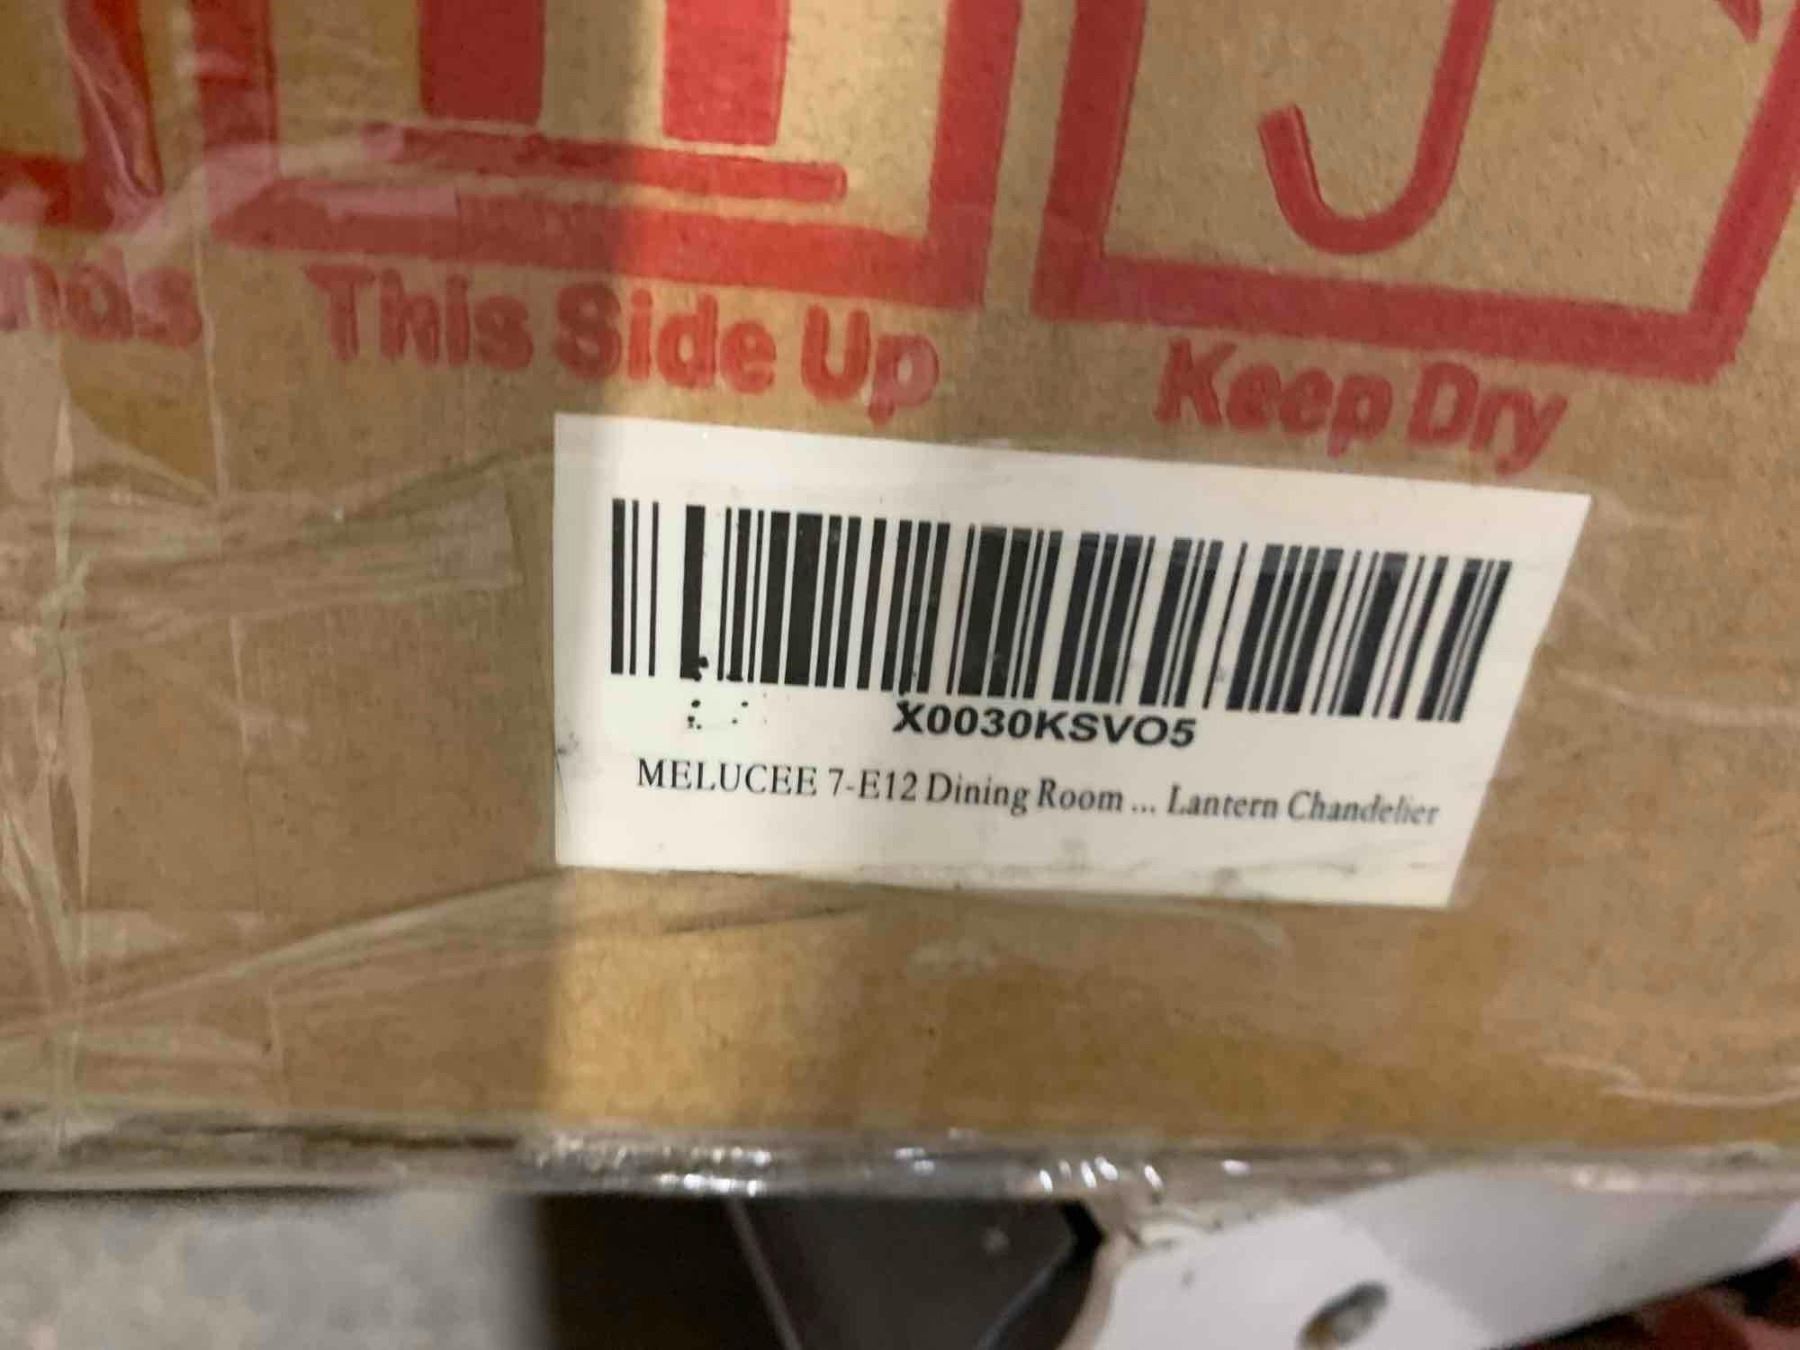 This Side Up
Keep Dry
X0030KSVO5
MELUCEE 7-E12 Dining Room ... Lantern Chandelier